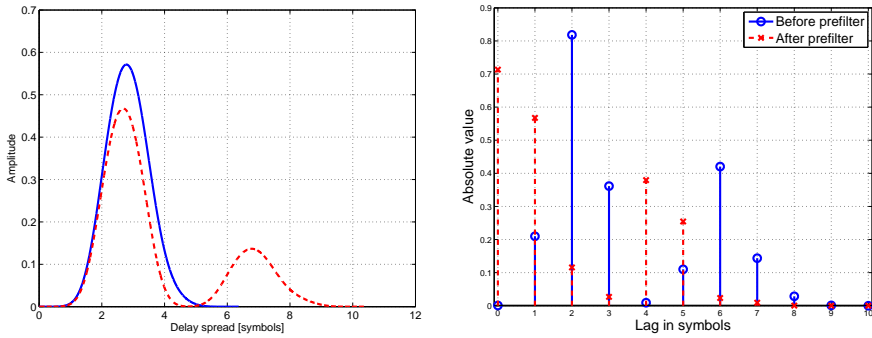 0.7
0.6
0.5
0.4
0.3
0.2
0.1
0
0 2 4 6 8 10 12
Amplitude
Delay spread [symbols]
1
0.9
0.8
0.7
0.6
0.5
0.4
0.3
0.2
0.1
0
0 1 2 3 4 5 6 7 8 9 10
Absolute value
Lag in symbols
Before prefilter
After prefilter